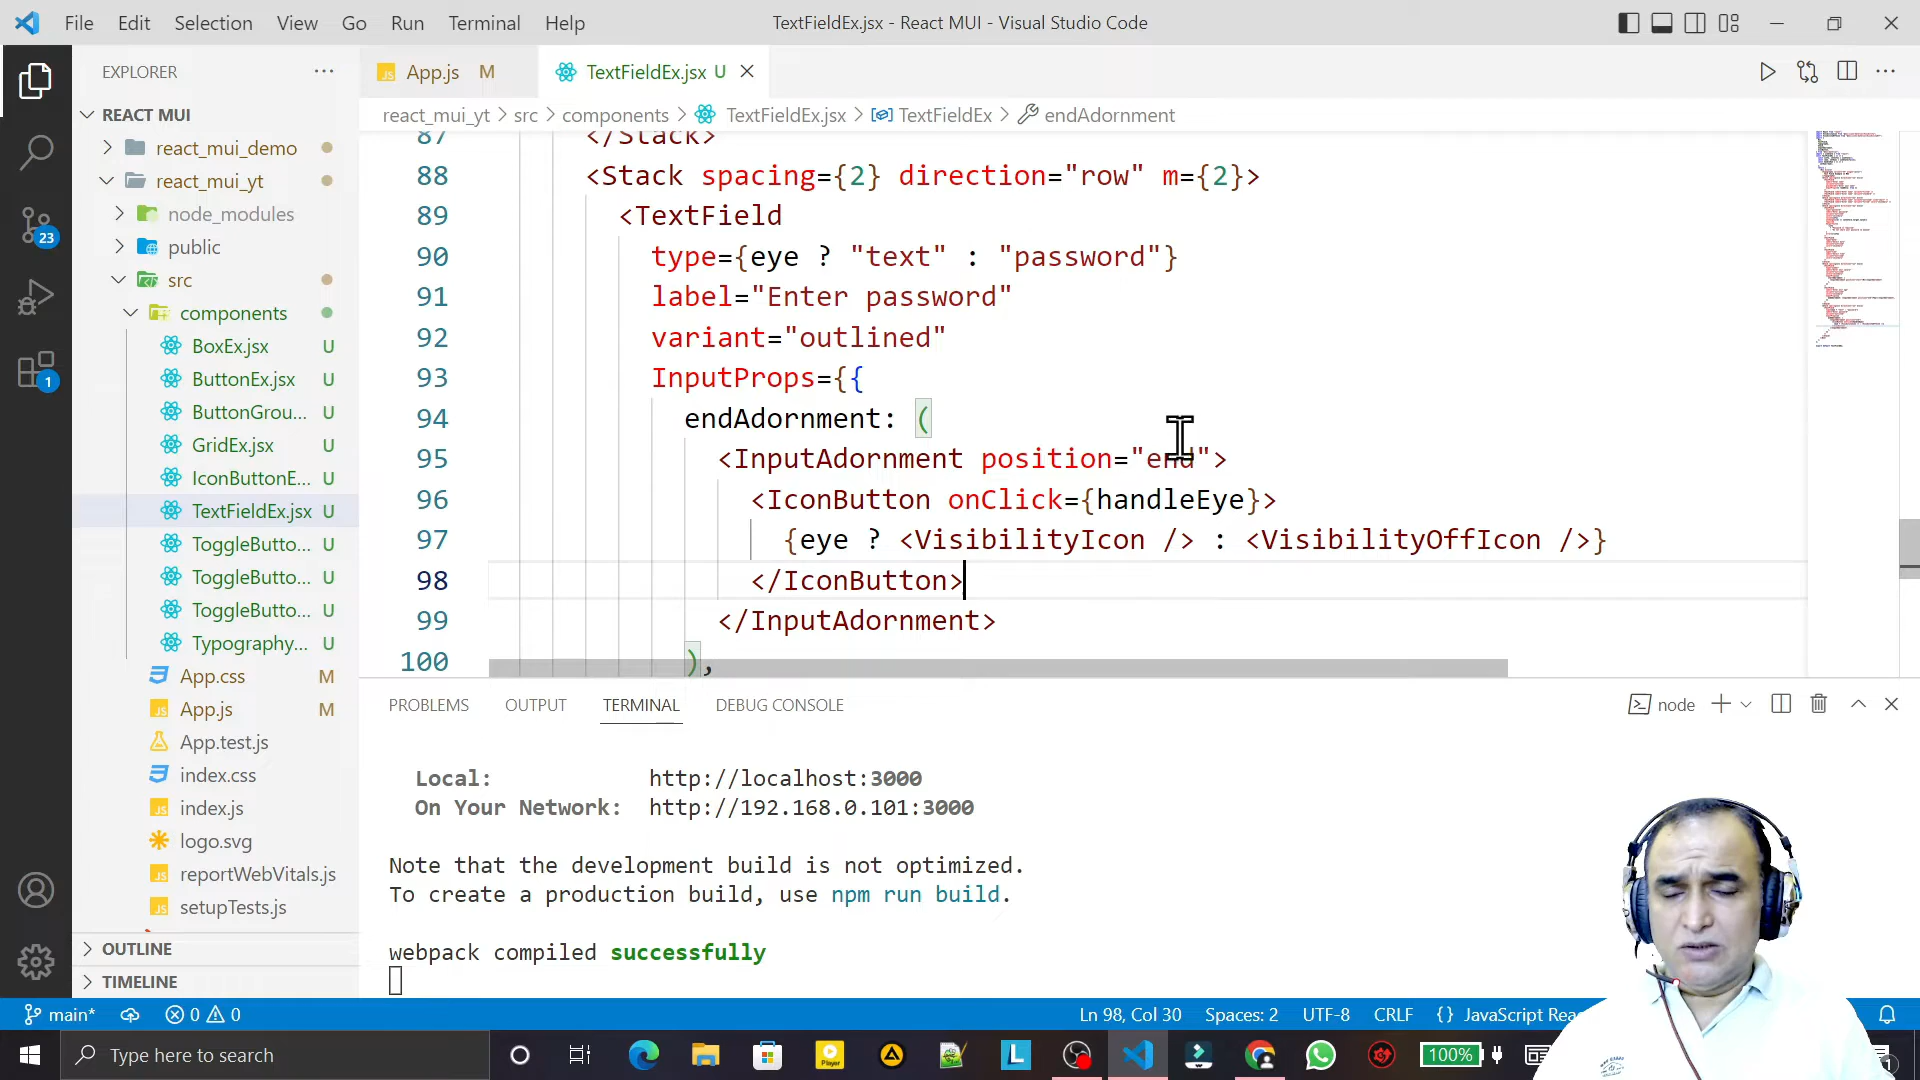 File Edit Selection View Go Run Terminal Help
TextFieldEx.jsx - React MUI - Visual Studio Code
EXPLORER
REACT MUI
react_mui_demo
react_mui_yt
node_modules
public
src
components
BoxEx.jsx U
ButtonEx.jsx U
ButtonGrou... U
GridEx.jsx U
IconButtonE... U
TextFieldEx.jsx U
ToggleButto... U
ToggleButto... U
ToggleButto... U
Typography... U
App.css M
App.js M
App.test.js
index.css
index.js
logo.svg
reportWebVitals.js
setupTests.js
OUTLINE
TIMELINE
23
1
App.js M
TextFieldEx.jsx U
react_mui_yt > src > components > TextFieldEx.jsx > TextFieldEx > endAdornment
87 </Stack>
88 <Stack spacing={2} direction="row" m={2}>
89 <TextField
90 type={eye ? "text" : "password"}
91 label="Enter password"
92 variant="outlined"
93 InputProps={{
94 endAdornment: (
95 <InputAdornment position="end">
96 <IconButton onClick={handleEye}>
97 {eye ? <VisibilityIcon /> : <VisibilityOffIcon />}
98 </IconButton>
99 </InputAdornment>
100 ),
PROBLEMS OUTPUT TERMINAL DEBUG CONSOLE
node
Local: http://localhost:3000
On Your Network: http://192.168.0.101:3000
Note that the development build is not optimized.
To create a production build, use npm run build.
webpack compiled successfully
main* 0 0
Ln 98, Col 30 Spaces: 2 UTF-8 CRLF {} JavaScript Rea
Type here to search
Player
L
100%
1